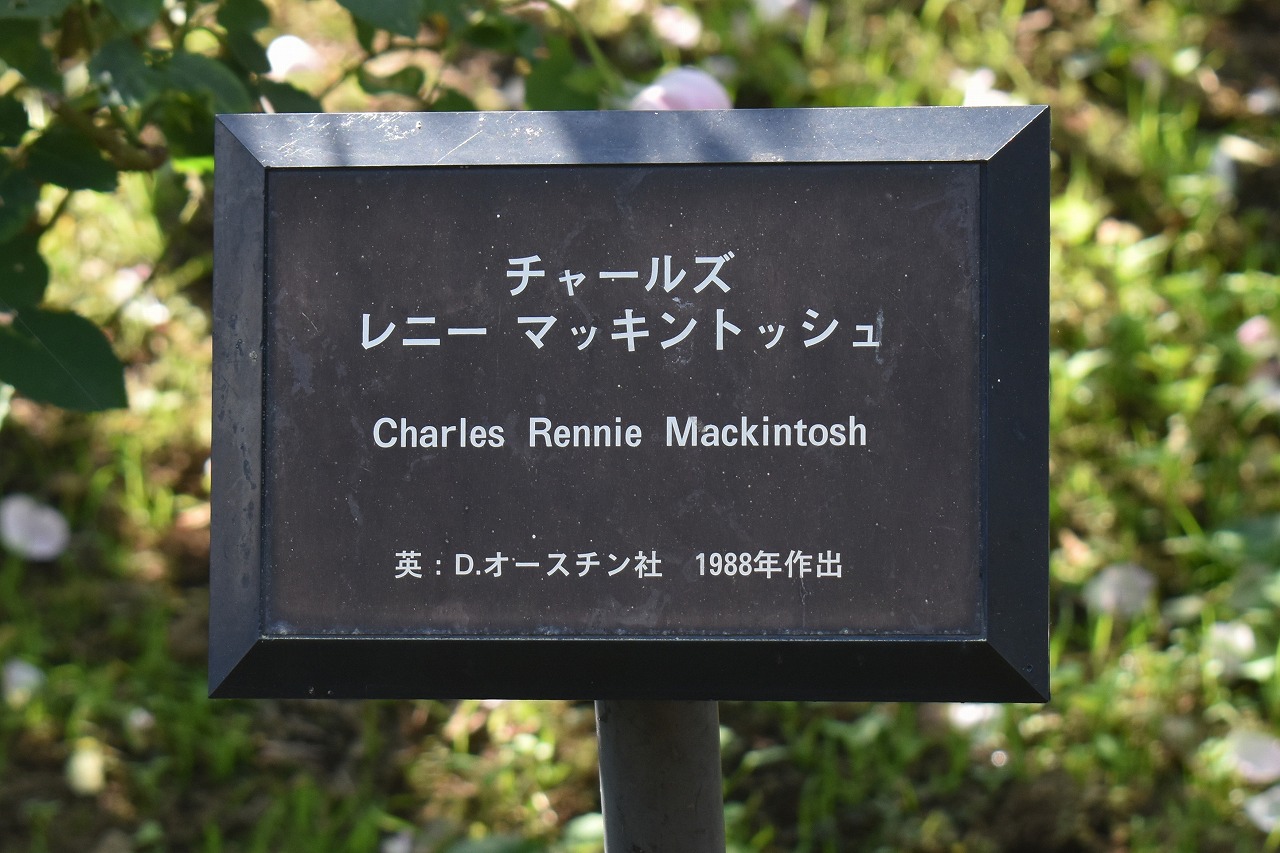 チャールズ
レニー マッキントッシュ
Charles Rennie Mackintosh
英：D.オースチン社　1988年作出